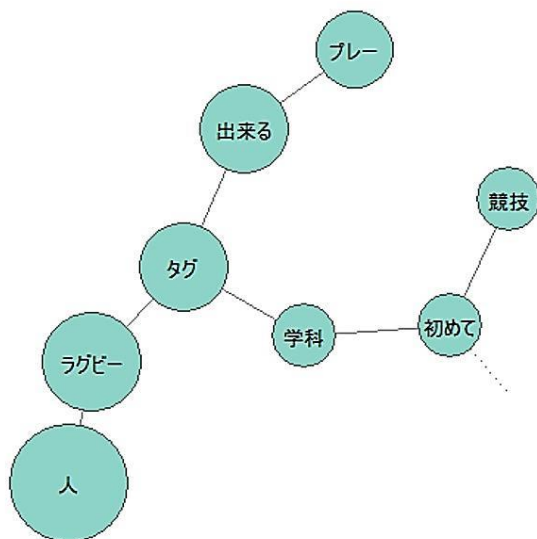 プレー
出来る
競技
タグ
学科
初めて
ラグビー
人